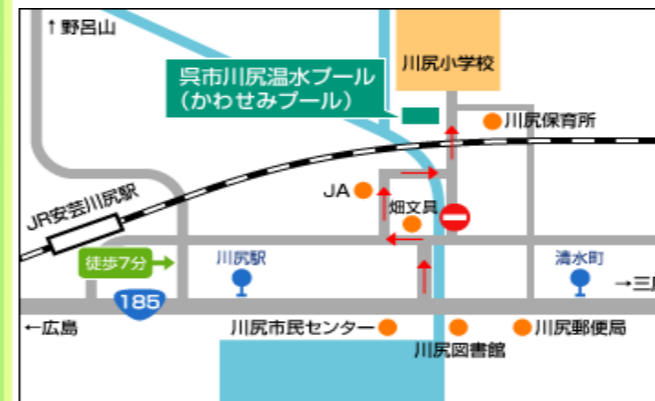 ↑野呂山
川尻小学校
呉市川尻温水プール
(かわせみプール)
川尻保育所
JA
畑文具
JR安芸川尻駅
徒歩7分→
川尻駅
清水町
→三原
185
←広島
川尻市民センター
川尻郵便局
川尻図書館